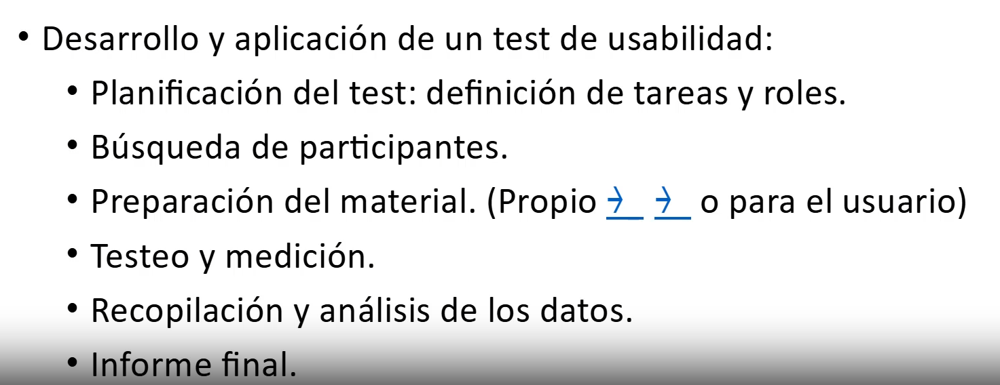 • Desarrollo y aplicación de un test de usabilidad:
• Planificación del test: definición de tareas y roles.
• Búsqueda de participantes.
• Preparación del material. (Propio → → o para el usuario)
• Testeo y medición.
• Recopilación y análisis de los datos.
• Informe final.